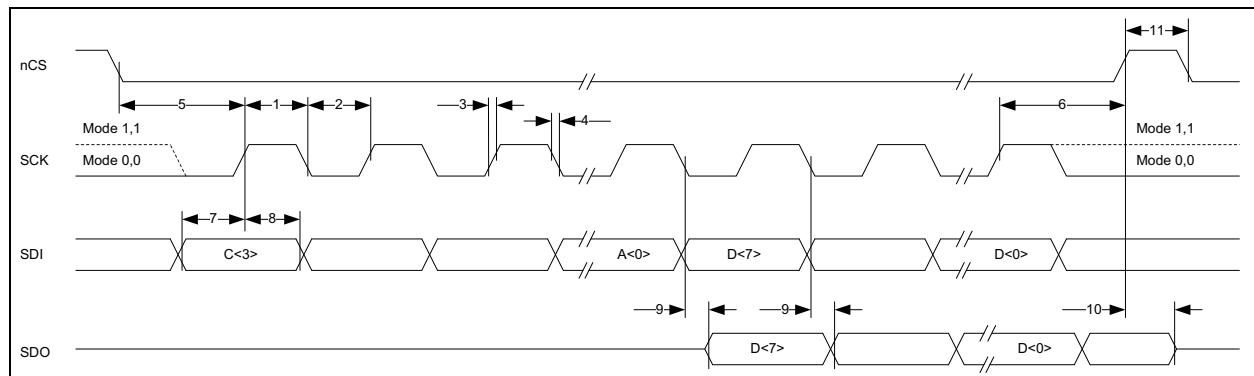 nCS
11
5
1
2
3
4
6
Mode 1,1
Mode 1,1
SCK
Mode 0,0
Mode 0,0
7
8
SDI
C<3>
A<0>
D<7>
D<0>
9
9
10
SDO
D<7>
D<0>